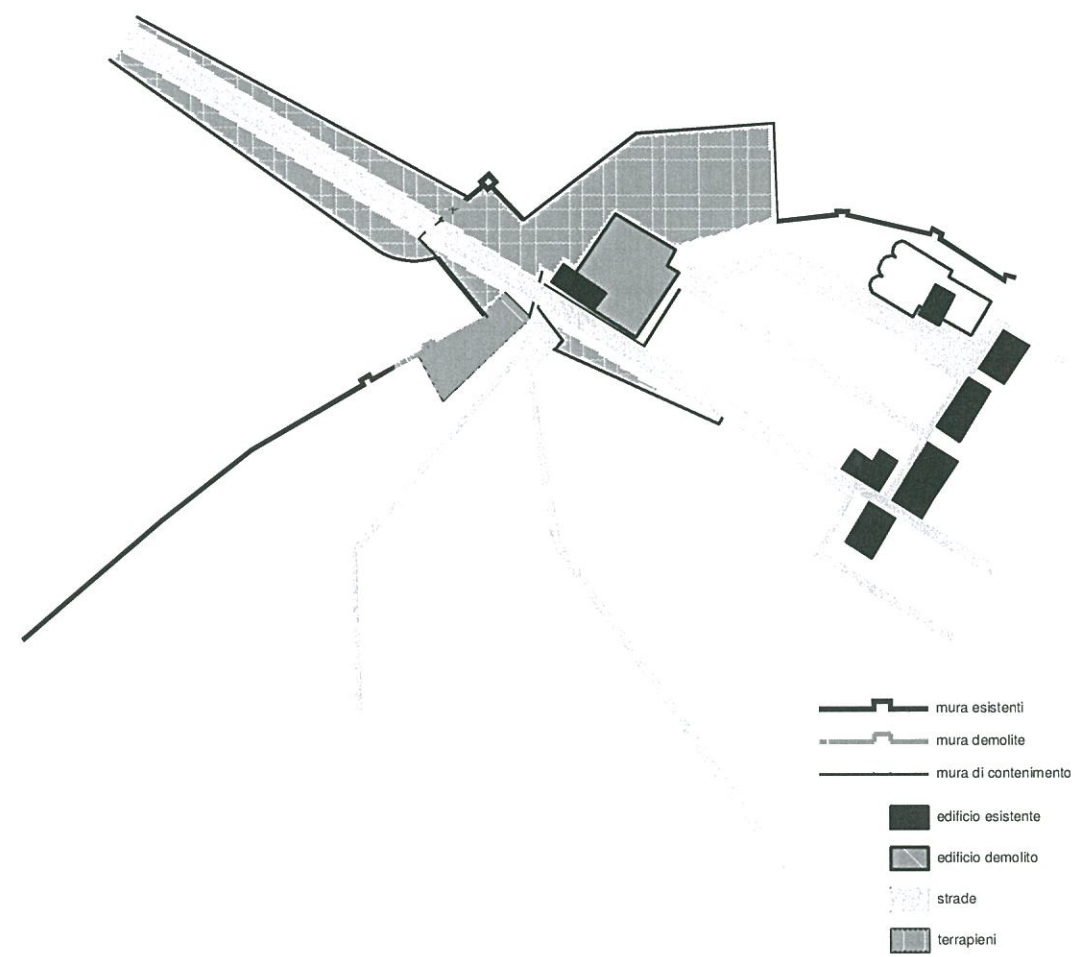 mura esistenti
mura demolite
mura di contenimento
edificio esistente
edificio demolito
strade
terrapieni